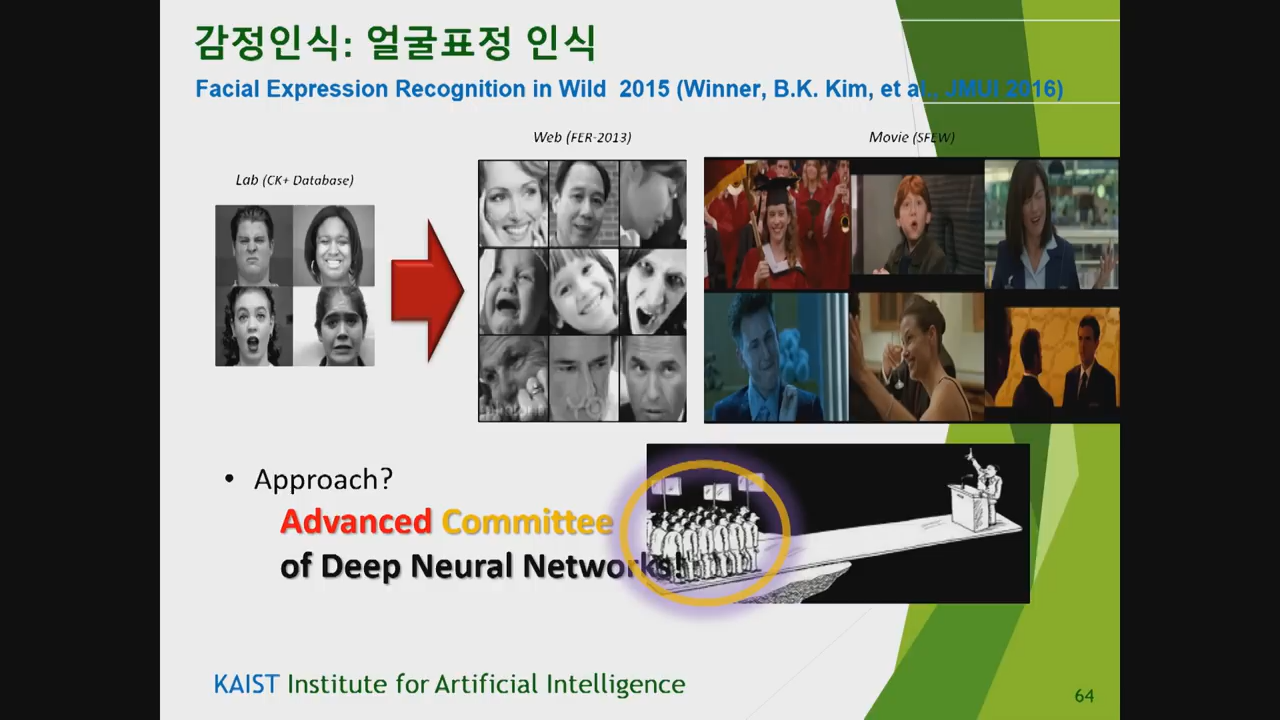 감정인식: 얼굴표정 인식
Facial Expression Recognition in Wild 2015 (Winner, B.K. Kim, et al., JMUI 2016)
Web (FER-2013)
Movie (SFEW)
Lab (CK+ Database)
• Approach?
Advanced Committee
of Deep Neural Networks!
KAIST Institute for Artificial Intelligence
64